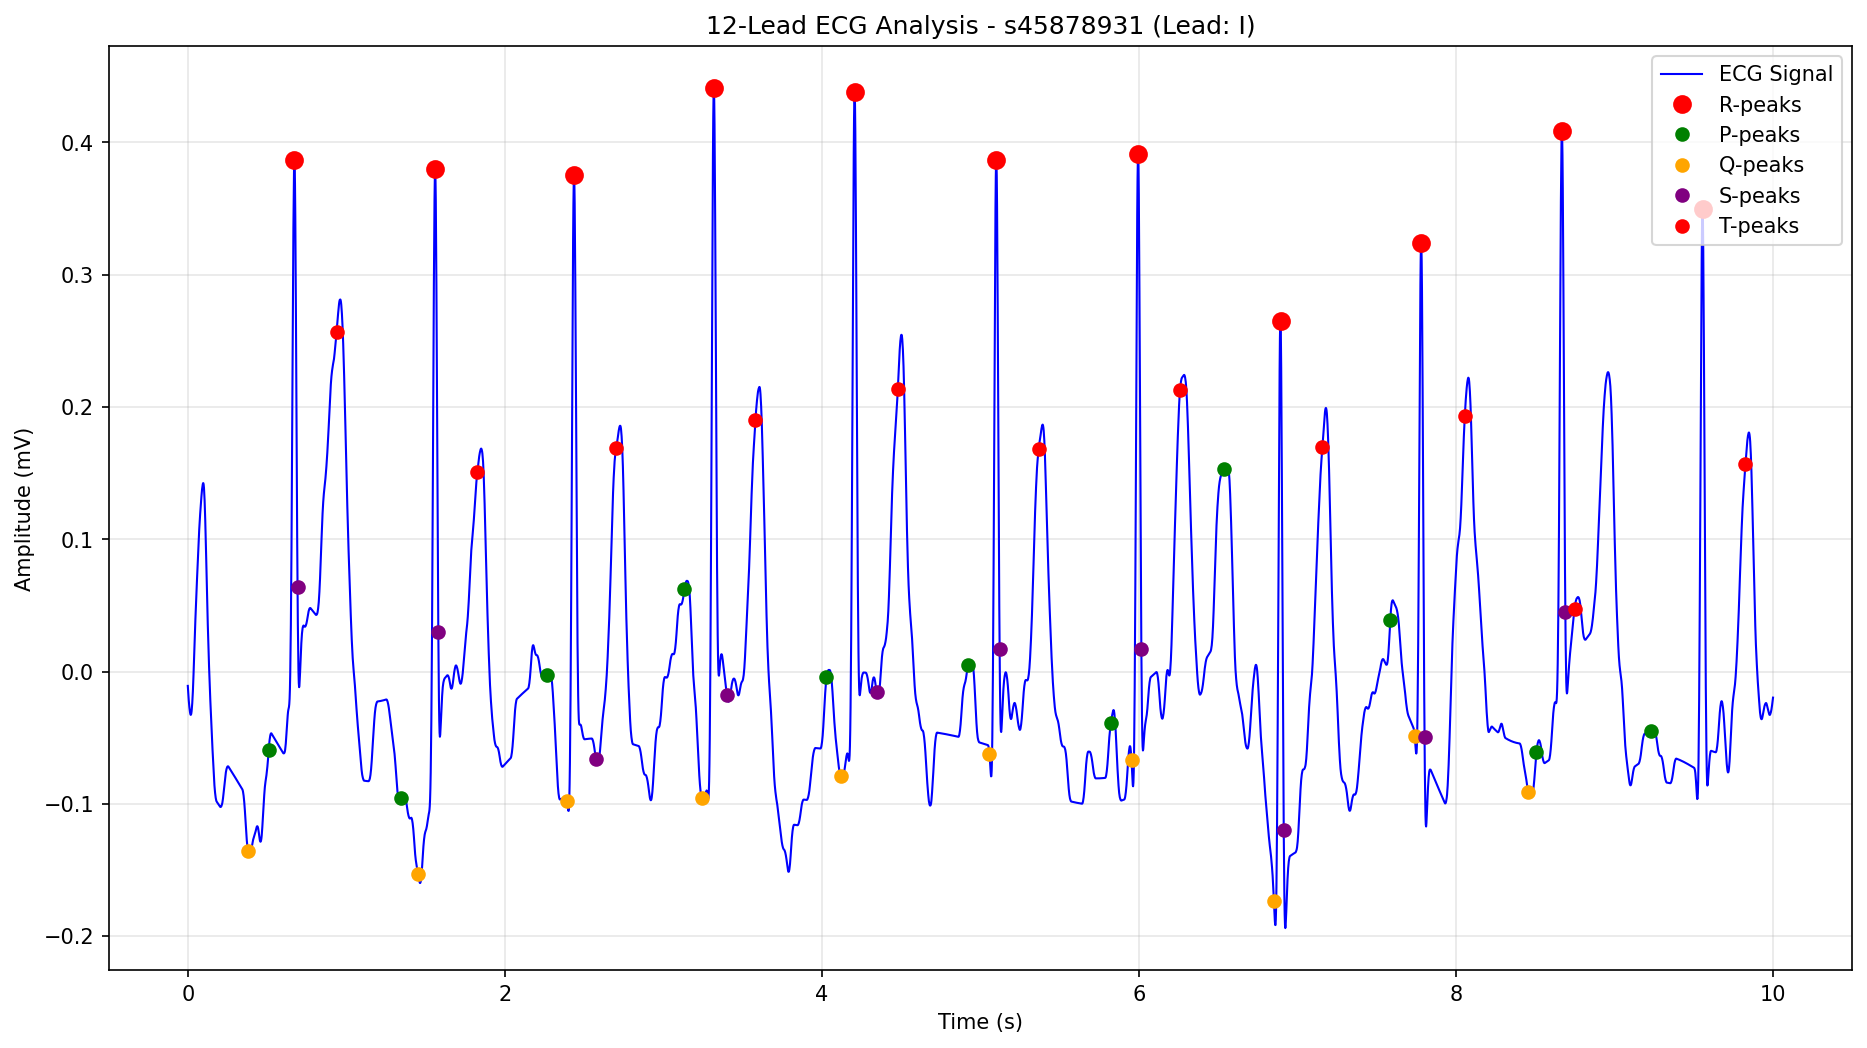 12-Lead ECG Analysis - s45878931 (Lead: I)
ECG Signal
R-peaks
P-peaks
Q-peaks
S-peaks
T-peaks
Amplitude (mV)
0.4
0.3
0.2
0.1
0.0
−0.1
−0.2
0 2 4 6 8 10
Time (s)